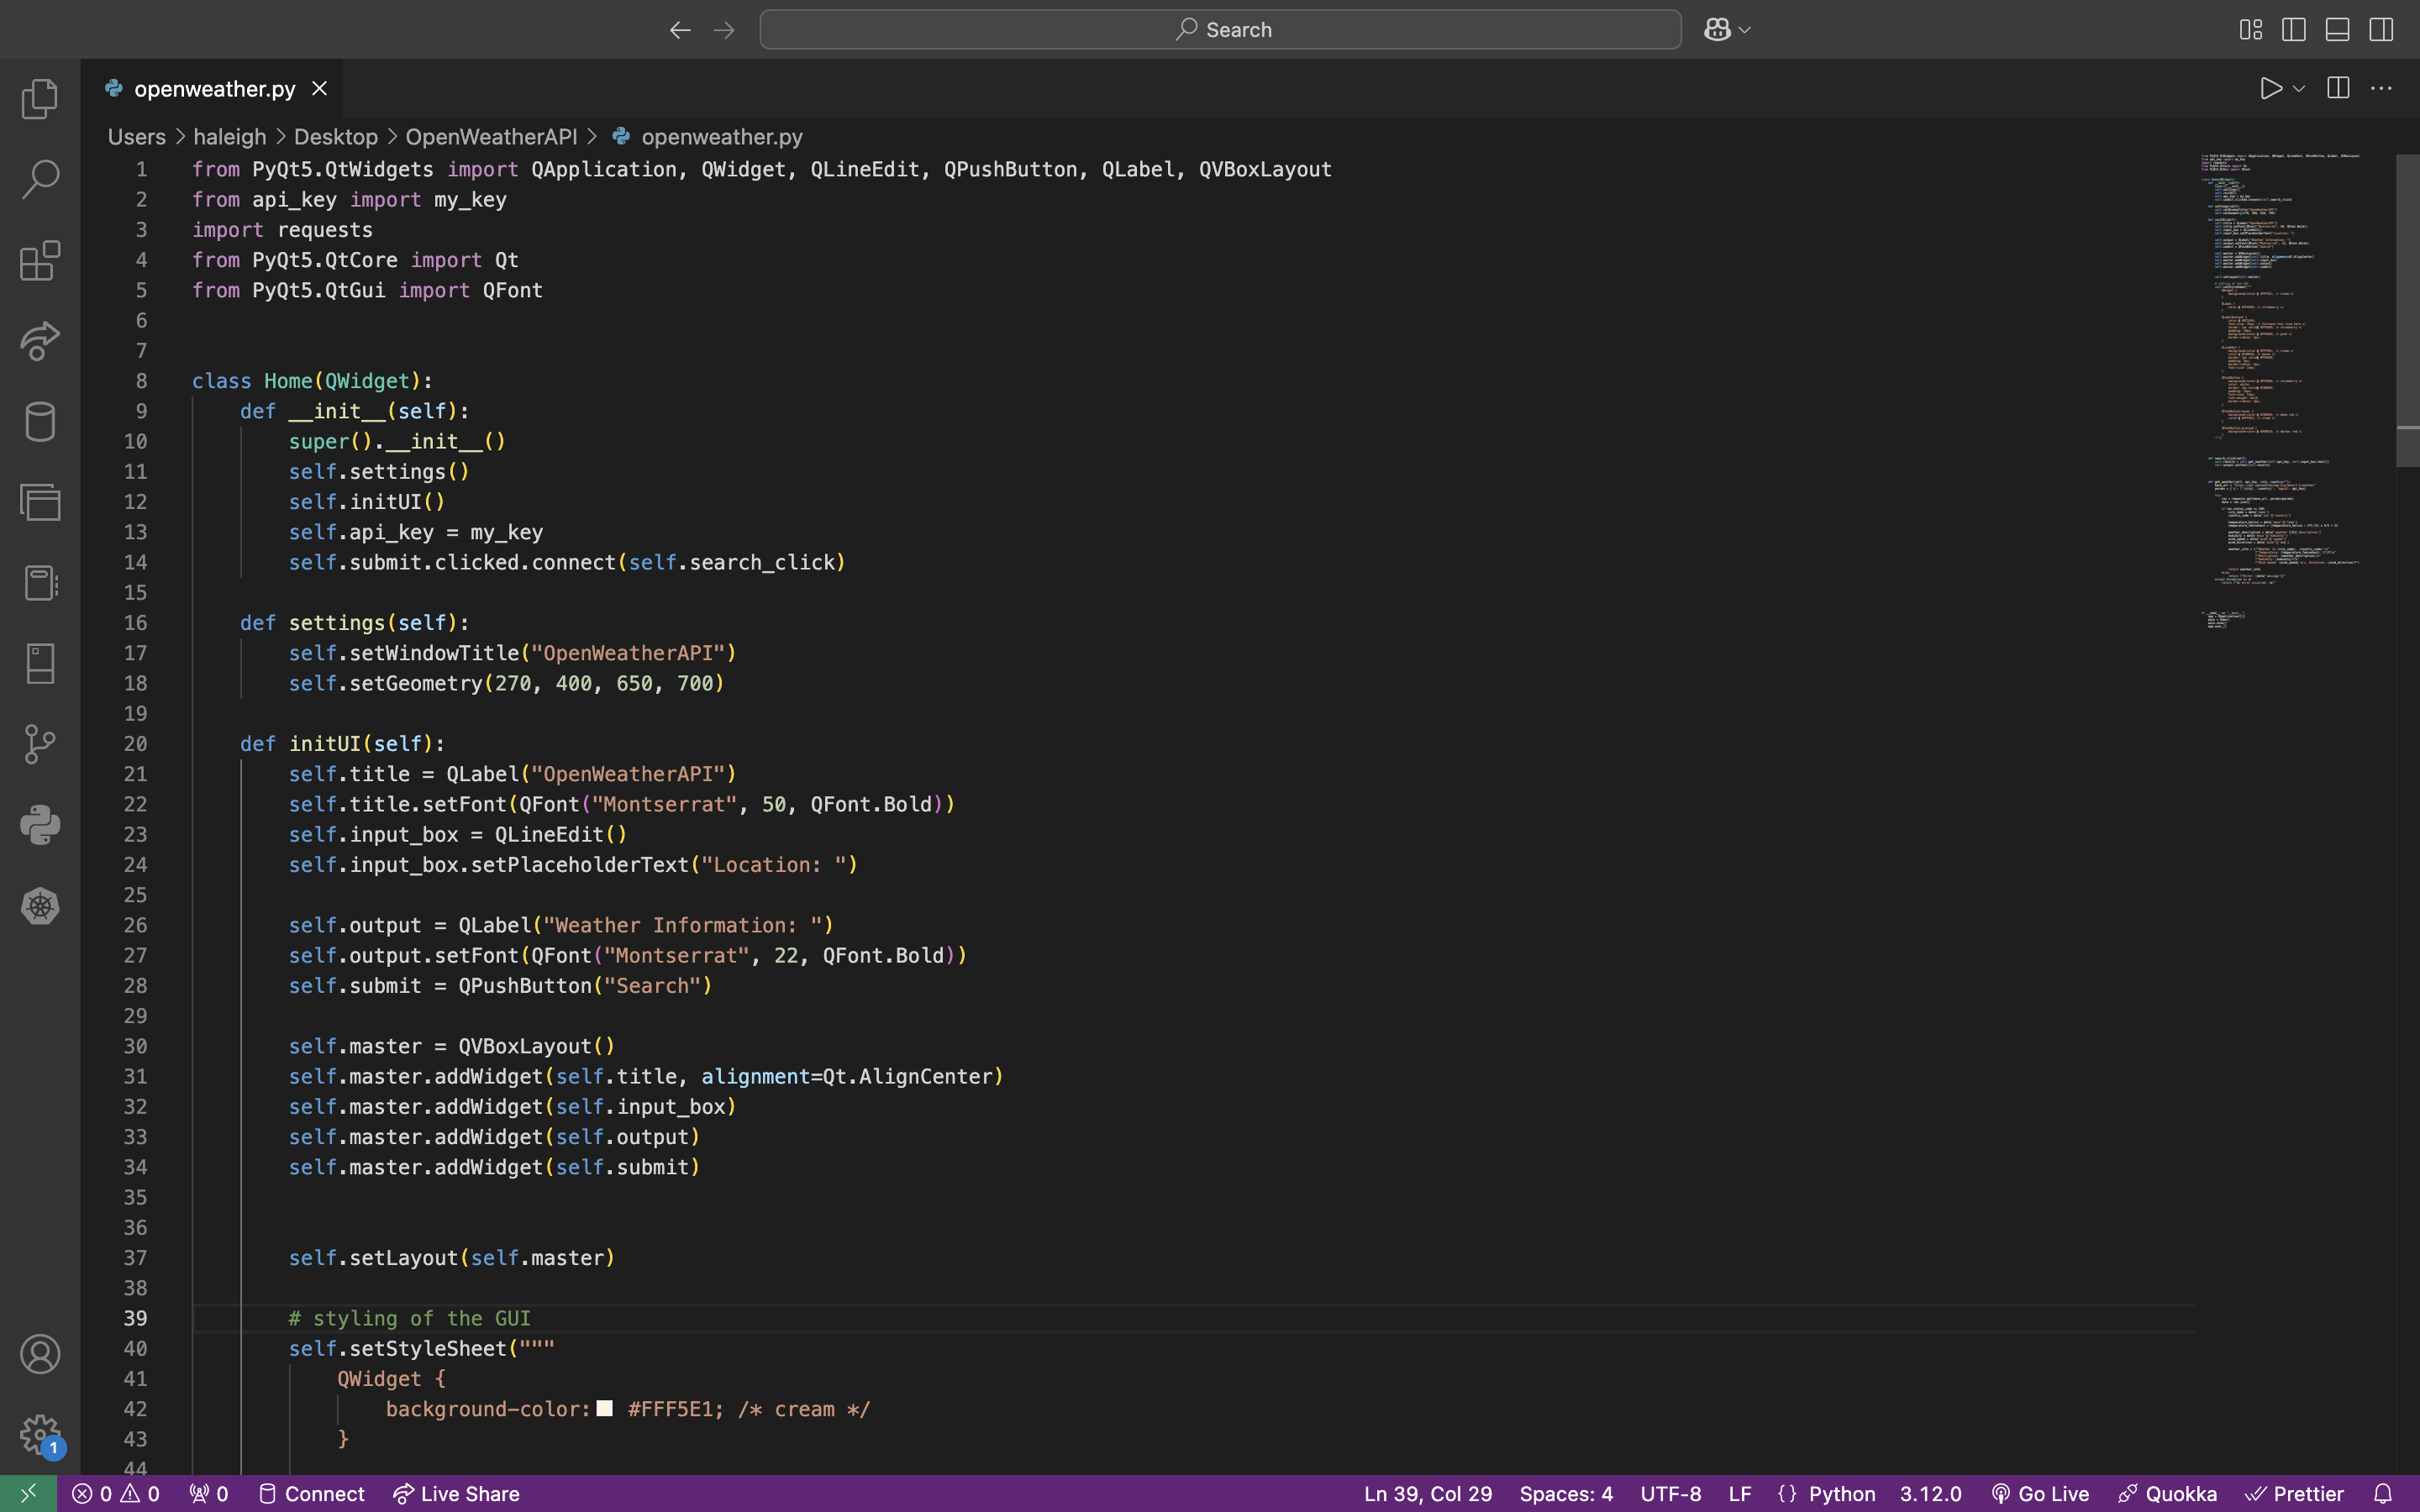 Search
openweather.py
Users > haleigh > Desktop > OpenWeatherAPI > openweather.py
1 from PyQt5.QtWidgets import QApplication, QWidget, QLineEdit, QPushButton, QLabel, QVBoxLayout
2 from api_key import my_key
3 import requests
4 from PyQt5.QtCore import Qt
5 from PyQt5.QtGui import QFont
6
7
8 class Home(QWidget):
9     def __init__(self):
10         super().__init__()
11         self.settings()
12         self.initUI()
13         self.api_key = my_key
14         self.submit.clicked.connect(self.search_click)
15
16     def settings(self):
17         self.setWindowTitle("OpenWeatherAPI")
18         self.setGeometry(270, 400, 650, 700)
19
20     def initUI(self):
21         self.title = QLabel("OpenWeatherAPI")
22         self.title.setFont(QFont("Montserrat", 50, QFont.Bold))
23         self.input_box = QLineEdit()
24         self.input_box.setPlaceholderText("Location: ")
25
26         self.output = QLabel("Weather Information: ")
27         self.output.setFont(QFont("Montserrat", 22, QFont.Bold))
28         self.submit = QPushButton("Search")
29
30         self.master = QVBoxLayout()
31         self.master.addWidget(self.title, alignment=Qt.AlignCenter)
32         self.master.addWidget(self.input_box)
33         self.master.addWidget(self.output)
34         self.master.addWidget(self.submit)
35
36
37         self.setLayout(self.master)
38
39         # styling of the GUI
40         self.setStyleSheet("""
41             QWidget {
42                 background-color: #FFF5E1; /* cream */
43             }
44
1
0 0 0 Connect Live Share Ln 39, Col 29 Spaces: 4 UTF-8 LF {} Python 3.12.0 Go Live Quokka Prettier